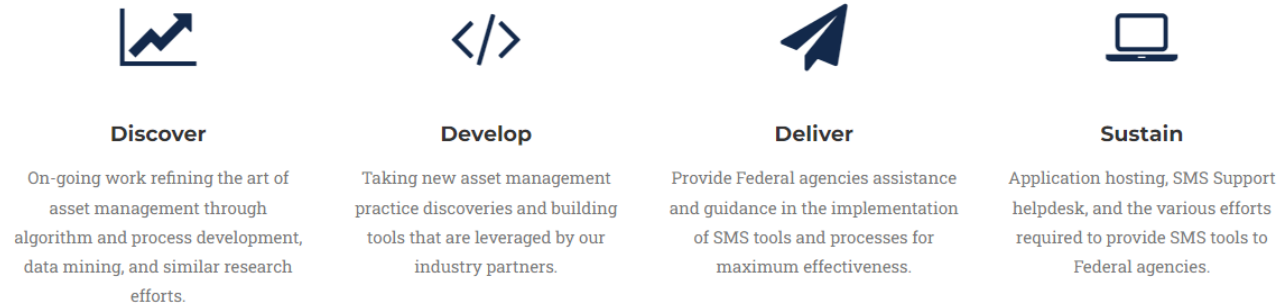 Discover
On-going work refining the art of
asset management through
algorithm and process development,
data mining, and similar research
efforts.
Develop
Taking new asset management
practice discoveries and building
tools that are leveraged by our
industry partners.
Deliver
Provide Federal agencies assistance
and guidance in the implementation
of SMS tools and processes for
maximum effectiveness.
Sustain
Application hosting, SMS Support
helpdesk, and the various efforts
required to provide SMS tools to
Federal agencies.